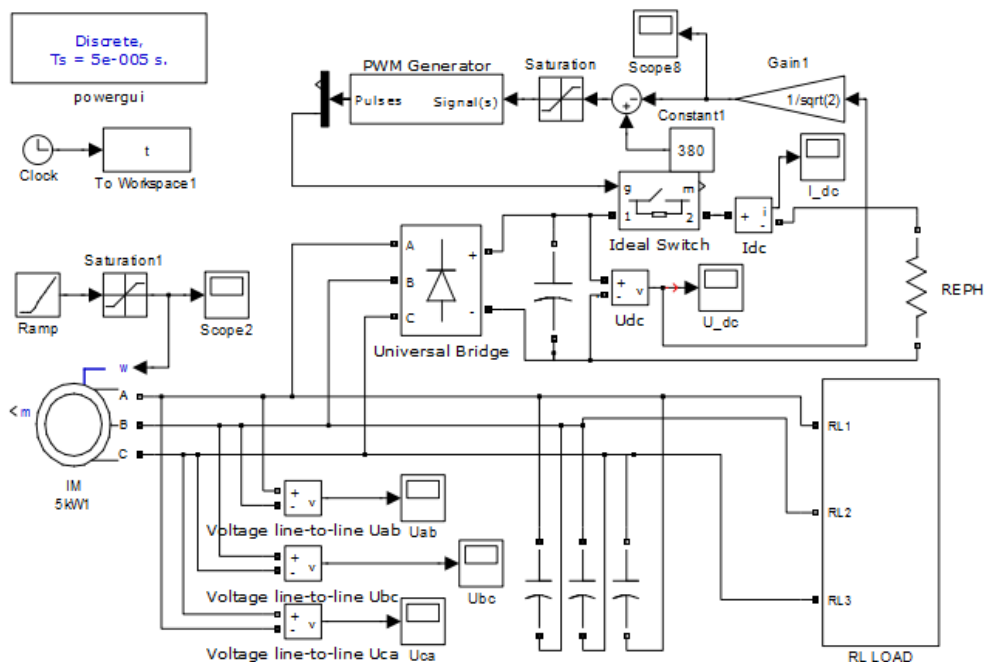 Discrete,
Ts = 5e-005 s.
powergui
Clock
t
To Workspace1
PWM Generator
Pulses
Signal(s)
Saturation
Scope8
Gain1
1/sqrt(2)
Constant1
380
g
m
1
2
Ideal Switch
+
i
-
Idc
I_dc
REPH
A
B
C
+
-
Universal Bridge
+
-
v
Udc
U_dc
Ramp
Saturation1
Scope2
w
m
A
B
C
IM
5kW1
+
-
v
Voltage line-to-line Uab
Uab
+
-
v
Voltage line-to-line Ubc
Ubc
+
-
v
Voltage line-to-line Uca
Uca
RL1
RL2
RL3
RL LOAD